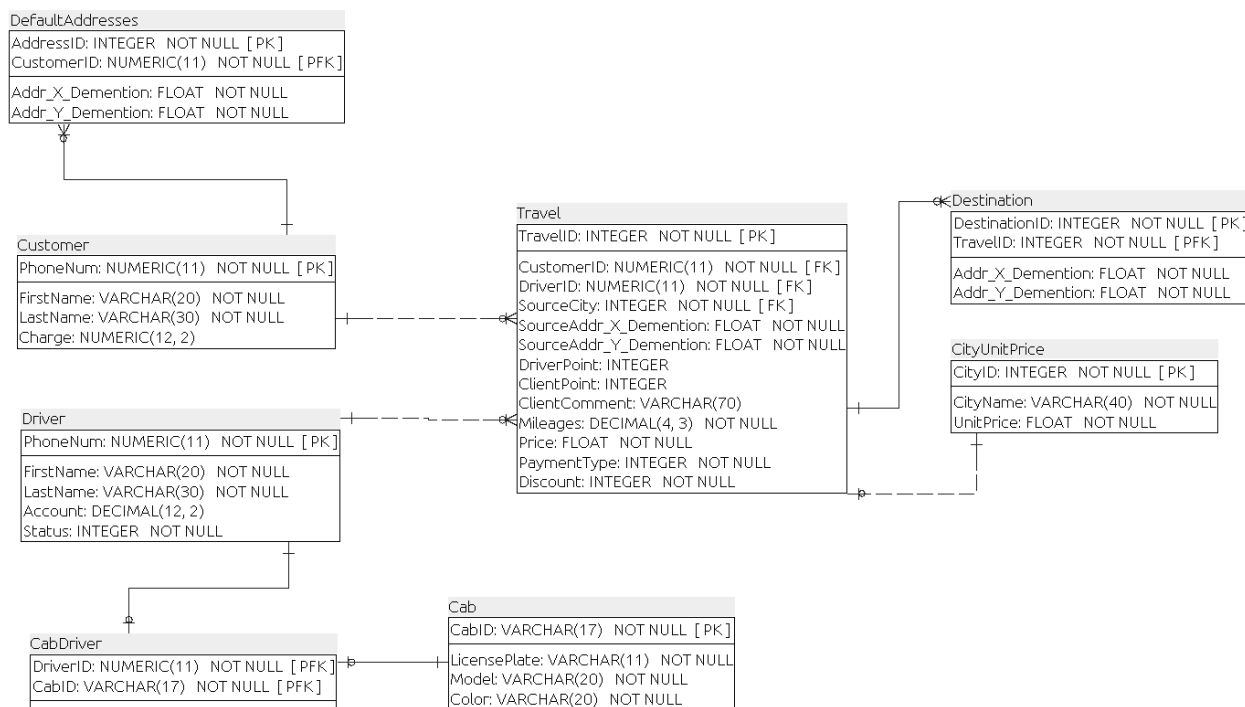 DefaultAddresses
AddressID: INTEGER NOT NULL [ PK ]
CustomerID: NUMERIC(11) NOT NULL [ PFK ]
Addr_X_Demention: FLOAT NOT NULL
Addr_Y_Demention: FLOAT NOT NULL
Customer
PhoneNum: NUMERIC(11) NOT NULL [ PK ]
FirstName: VARCHAR(20) NOT NULL
LastName: VARCHAR(30) NOT NULL
Charge: NUMERIC(12, 2)
Driver
PhoneNum: NUMERIC(11) NOT NULL [ PK ]
FirstName: VARCHAR(20) NOT NULL
LastName: VARCHAR(30) NOT NULL
Account: DECIMAL(12, 2)
Status: INTEGER NOT NULL
CabDriver
DriverID: NUMERIC(11) NOT NULL [ PFK ]
CabID: VARCHAR(17) NOT NULL [ PFK ]
Travel
TravelID: INTEGER NOT NULL [ PK ]
CustomerID: NUMERIC(11) NOT NULL [ FK ]
DriverID: NUMERIC(11) NOT NULL [ FK ]
SourceCity: INTEGER NOT NULL [ FK ]
SourceAddr_X_Demention: FLOAT NOT NULL
SourceAddr_Y_Demention: FLOAT NOT NULL
DriverPoint: INTEGER
ClientPoint: INTEGER
ClientComment: VARCHAR(70)
Mileages: DECIMAL(4, 3) NOT NULL
Price: FLOAT NOT NULL
PaymentType: INTEGER NOT NULL
Discount: INTEGER NOT NULL
Cab
CabID: VARCHAR(17) NOT NULL [ PK ]
LicensePlate: VARCHAR(11) NOT NULL
Model: VARCHAR(20) NOT NULL
Color: VARCHAR(20) NOT NULL
Destination
DestinationID: INTEGER NOT NULL [ PK ]
TravelID: INTEGER NOT NULL [ PFK ]
Addr_X_Demention: FLOAT NOT NULL
Addr_Y_Demention: FLOAT NOT NULL
CityUnitPrice
CityID: INTEGER NOT NULL [ PK ]
CityName: VARCHAR(40) NOT NULL
UnitPrice: FLOAT NOT NULL